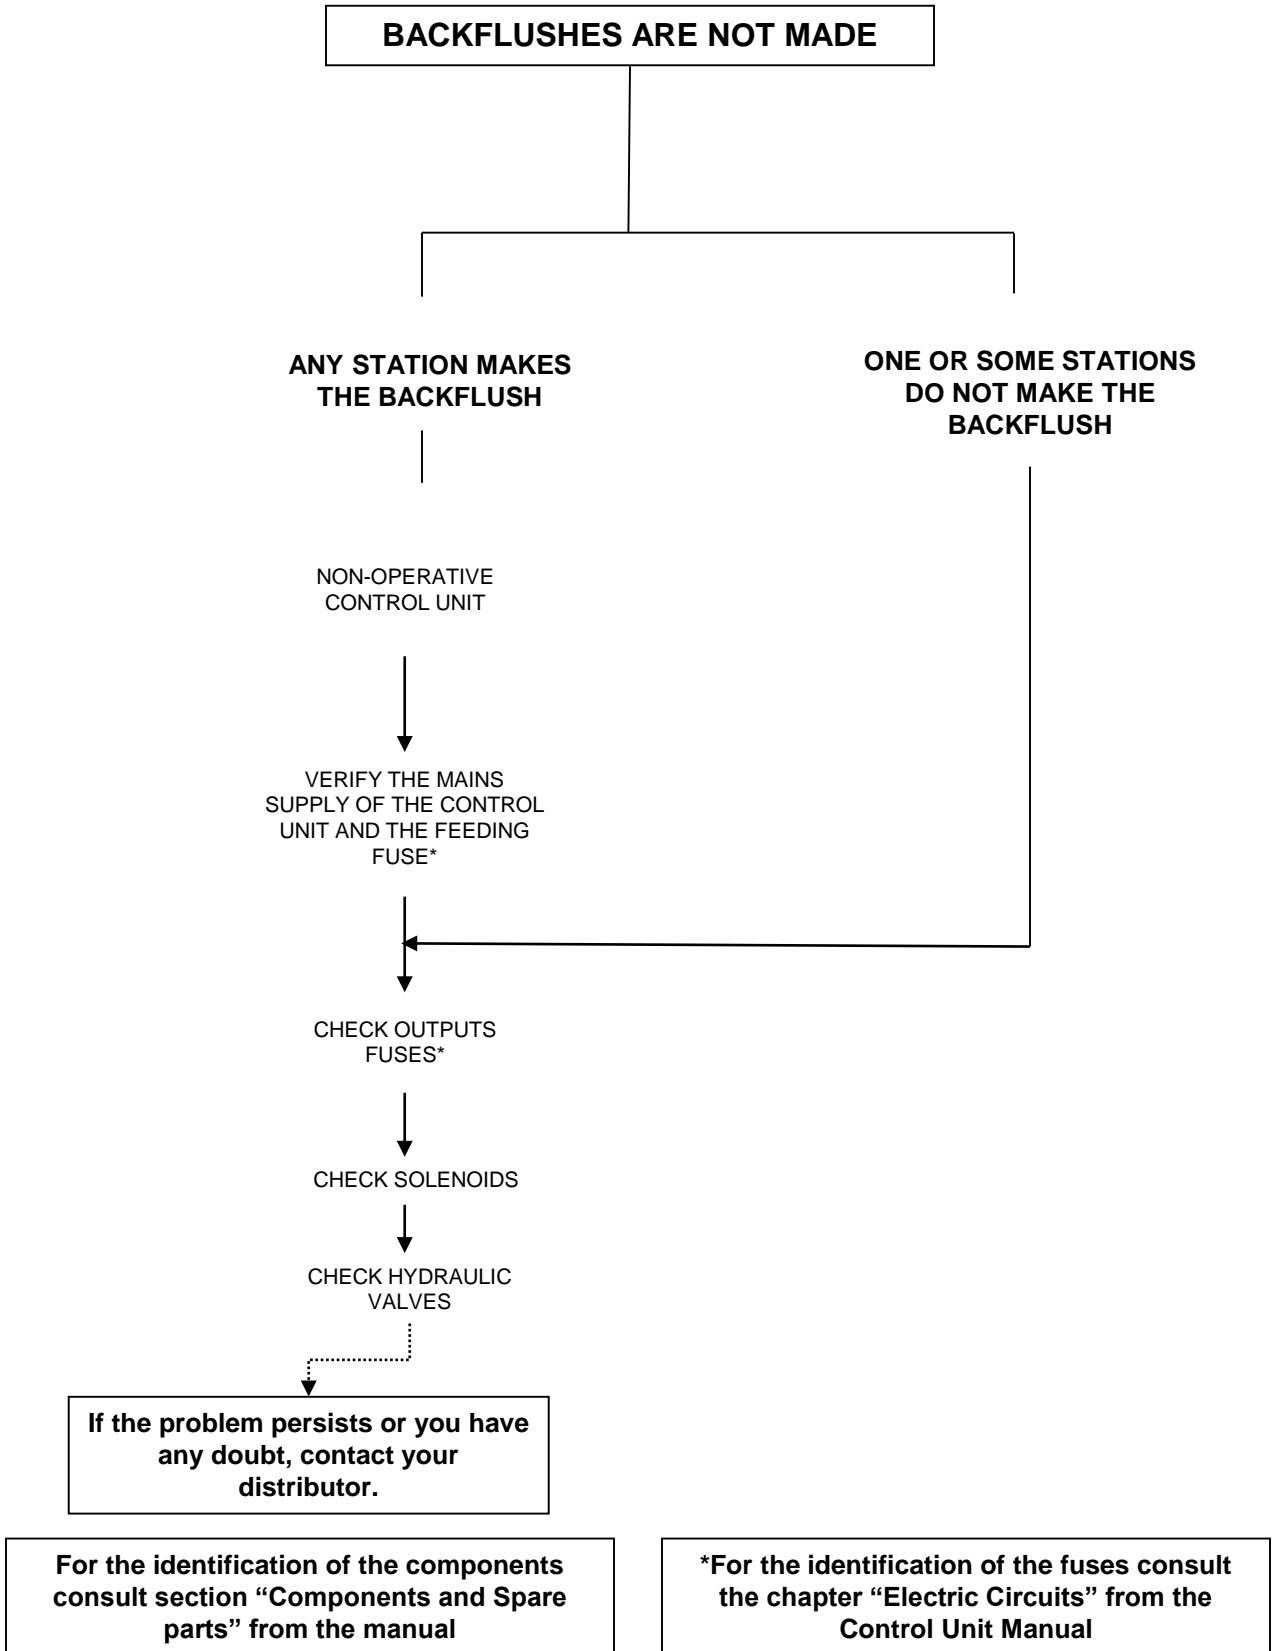 BACKFLUSHES ARE NOT MADE
ANY STATION MAKES
THE BACKFLUSH
ONE OR SOME STATIONS
DO NOT MAKE THE
BACKFLUSH
NON-OPERATIVE
CONTROL UNIT
VERIFY THE MAINS
SUPPLY OF THE CONTROL
UNIT AND THE FEEDING
FUSE*
CHECK OUTPUTS
FUSES*
CHECK SOLENOIDS
CHECK HYDRAULIC
VALVES
If the problem persists or you have
any doubt, contact your
distributor.
For the identification of the components
consult section “Components and Spare
parts” from the manual
*For the identification of the fuses consult
the chapter “Electric Circuits” from the
Control Unit Manual